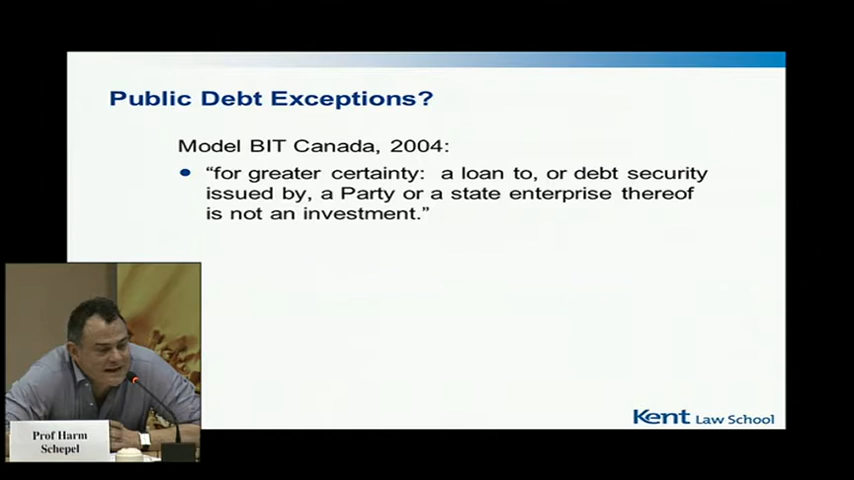 Public Debt Exceptions?
Model BIT Canada, 2004:
“for greater certainty: a loan to, or debt security
issued by, a Party or a state enterprise thereof
is not an investment.”
Prof Harm
Schepel
Kent Law School